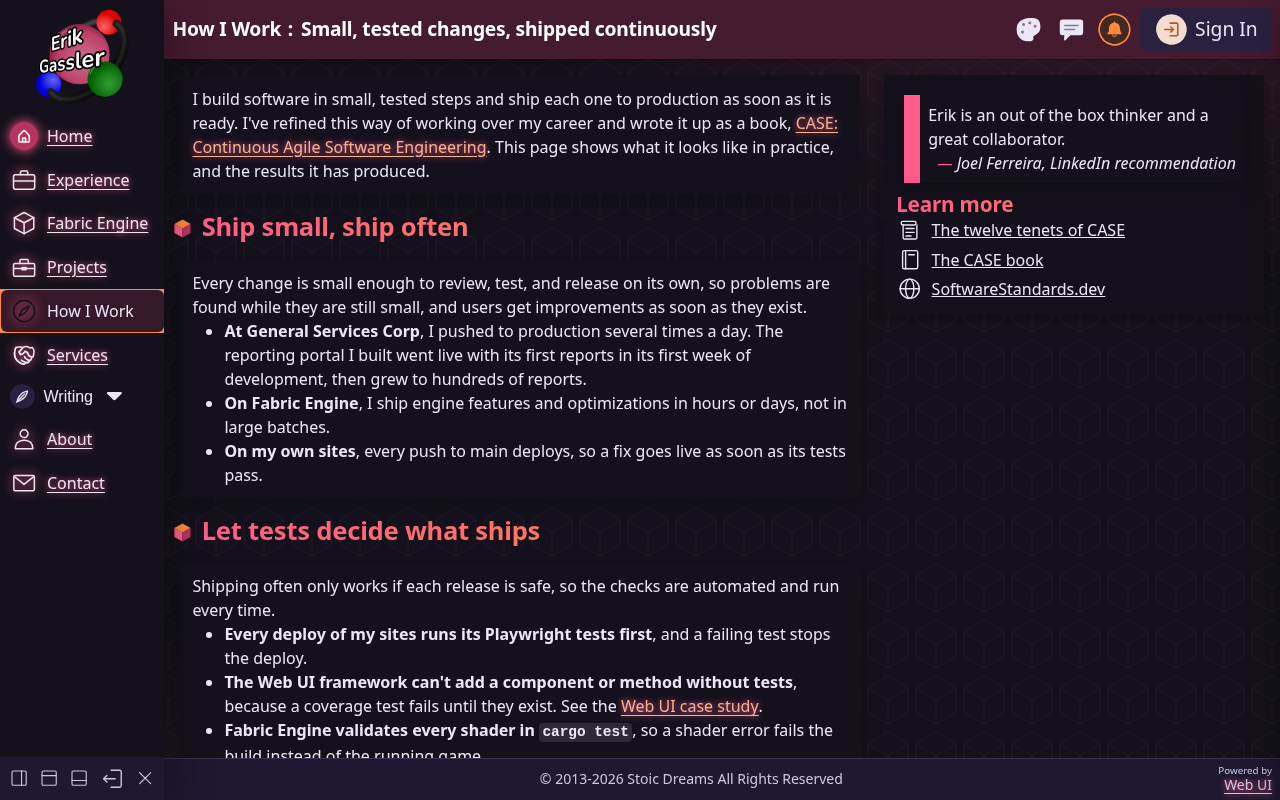 Erik
Gassler
Home
Experience
Fabric Engine
Projects
How I Work
Services
Writing
About
Contact
How I Work : Small, tested changes, shipped continuously
Sign In
I build software in small, tested steps and ship each one to production as soon as it is
ready. I've refined this way of working over my career and wrote it up as a book, CASE:
Continuous Agile Software Engineering. This page shows what it looks like in practice,
and the results it has produced.
Ship small, ship often
Every change is small enough to review, test, and release on its own, so problems are
found while they are still small, and users get improvements as soon as they exist.
At General Services Corp, I pushed to production several times a day. The
reporting portal I built went live with its first reports in its first week of
development, then grew to hundreds of reports.
On Fabric Engine, I ship engine features and optimizations in hours or days, not in
large batches.
On my own sites, every push to main deploys, so a fix goes live as soon as its tests
pass.
Let tests decide what ships
Shipping often only works if each release is safe, so the checks are automated and run
every time.
Every deploy of my sites runs its Playwright tests first, and a failing test stops
the deploy.
The Web UI framework can't add a component or method without tests,
because a coverage test fails until they exist. See the Web UI case study.
Fabric Engine validates every shader in cargo test, so a shader error fails the
build instead of the running game.
Erik is an out of the box thinker and a
great collaborator.
— Joel Ferreira, LinkedIn recommendation
Learn more
The twelve tenets of CASE
The CASE book
SoftwareStandards.dev
© 2013-2026 Stoic Dreams All Rights Reserved
Powered by
Web UI